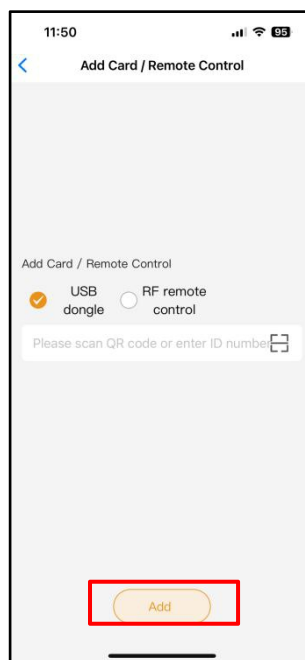 11:50
95
Add Card / Remote Control
Add Card / Remote Control
USB dongle
RF remote control
Please scan QR code or enter ID number
Add